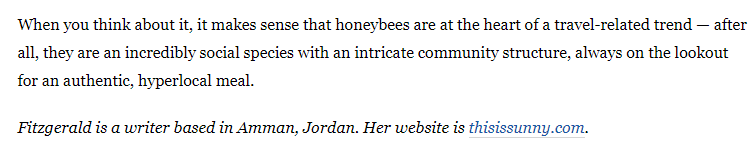 When you think about it, it makes sense that honeybees are at the heart of a travel-related trend — after
all, they are an incredibly social species with an intricate community structure, always on the lookout
for an authentic, hyperlocal meal.
Fitzgerald is a writer based in Amman, Jordan. Her website is thisissunny.com.